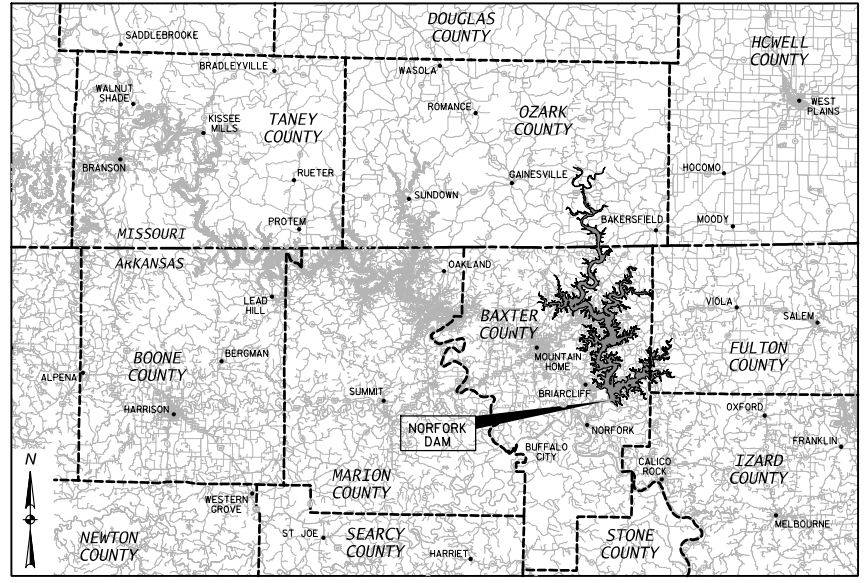 DOUGLAS
COUNTY
SADDLEBROOKE
HCWELL
COUNTY
BRADLEYVILLE
WASOLA
WALNUT
SHADE
ROMANCE
WEST
PLAINS
KISSEE
MILLS
TANEY
COUNTY
OZARK
COUNTY
BRANSON
RUETER
GAINESVILLE
HOCOMO
SUNDOWN
PROTEM
BAKERSFIELD
MOODY
MISSOURI
ARKANSAS
OAKLAND
LEAD
HILL
BAXTER
COUNTY
VIOLA
SALEM
BOONE
COUNTY
BERGMAN
MOUNTAIN
HOME
FULTON
COUNTY
ALPENA
SUMMIT
BRIARCLIFF
HARRISON
OXFORD
NORFORK
DAM
NORFORK
FRANKLIN
BUFFALO
CITY
N
MARION
COUNTY
CALICO
ROCK
IZARD
COUNTY
WESTERN
GROVE
MELBOURNE
NEWTON
COUNTY
ST JOE
SEARCY
COUNTY
HARRIET
STONE
COUNTY